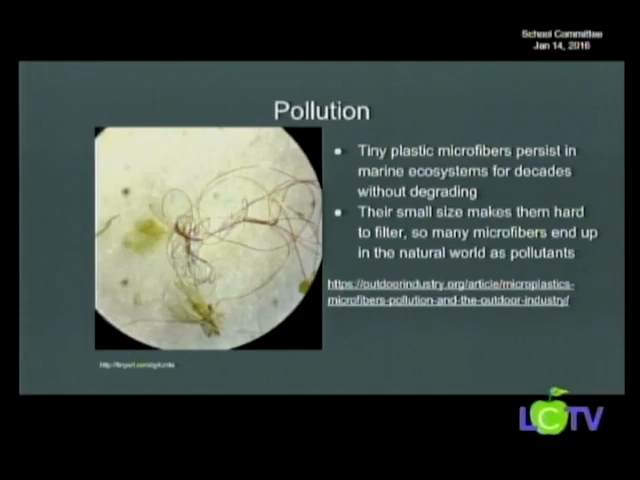 School Committee
Jan 14, 2016
Pollution
● Tiny plastic microfibers persist in
marine ecosystems for decades
without degrading
● Their small size makes them hard
to filter, so many microfibers end up
in the natural world as pollutants
https://outdoorindustry.org/article/microplastics-
microfibers-pollution-and-the-outdoor-industry/
LCTV